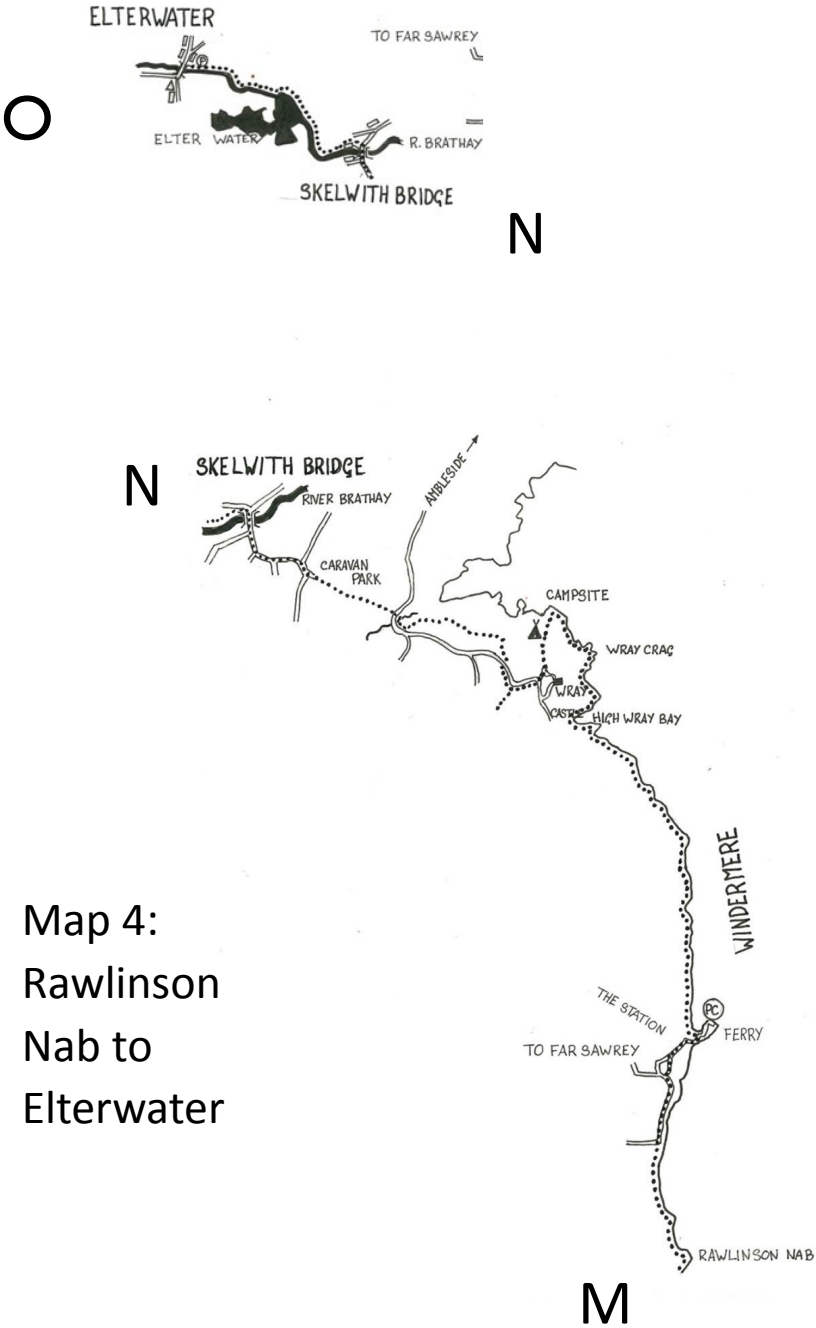 ELTERWATER
TO FAR SAWREY
P
O
ELTER WATER
R. BRATHAY
SKELWITH BRIDGE
N
AMBLESIDE
N
SKELWITH BRIDGE
RIVER BRATHAY
CARAVAN
PARK
CAMPSITE
WRAY CRAG
WRAY
CASTLE
HIGH WRAY BAY
WINDERMERE
Map 4:
Rawlinson
Nab to
Elterwater
THE STATION
PC
FERRY
TO FAR SAWREY
RAWLINSON NAB
M